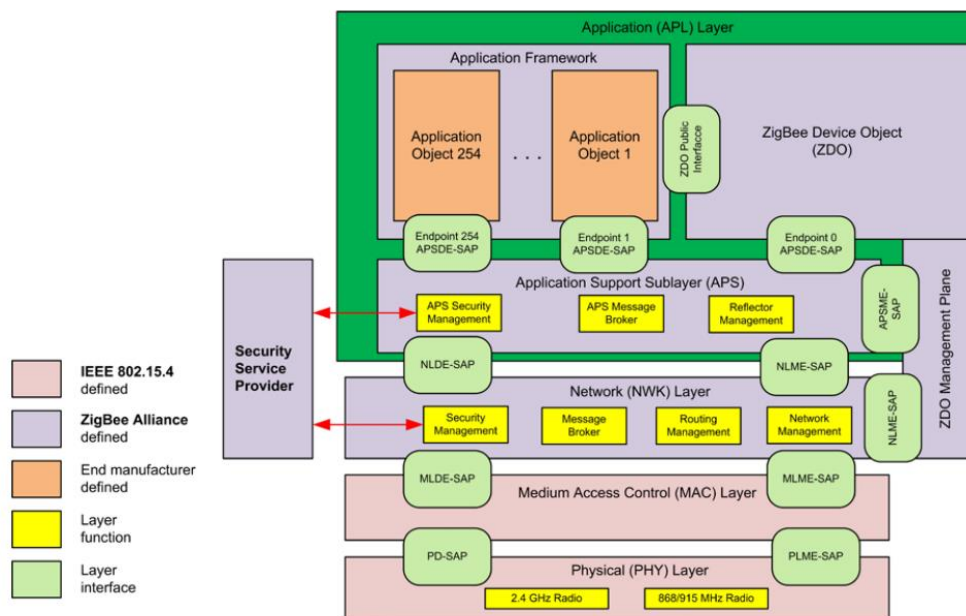 Application (APL) Layer
Application Framework
Application
Object 254
. . .
Application
Object 1
ZDO Public
Interfacce
ZigBee Device Object
(ZDO)
Endpoint 254
APSDE-SAP
Endpoint 1
APSDE-SAP
Endpoint 0
APSDE-SAP
Application Support Sublayer (APS)
APS Security
Management
APS Message
Broker
Reflector
Management
APSME-
SAP
ZDO Management Plane
Security
Service
Provider
NLDE-SAP
NLME-SAP
Network (NWK) Layer
Security
Management
Message
Broker
Routing
Management
Network
Management
NLME-SAP
MLDE-SAP
MLME-SAP
Medium Access Control (MAC) Layer
PD-SAP
PLME-SAP
Physical (PHY) Layer
2.4 GHz Radio
868/915 MHz Radio
IEEE 802.15.4
defined
ZigBee Alliance
defined
End manufacturer
defined
Layer
function
Layer
interface